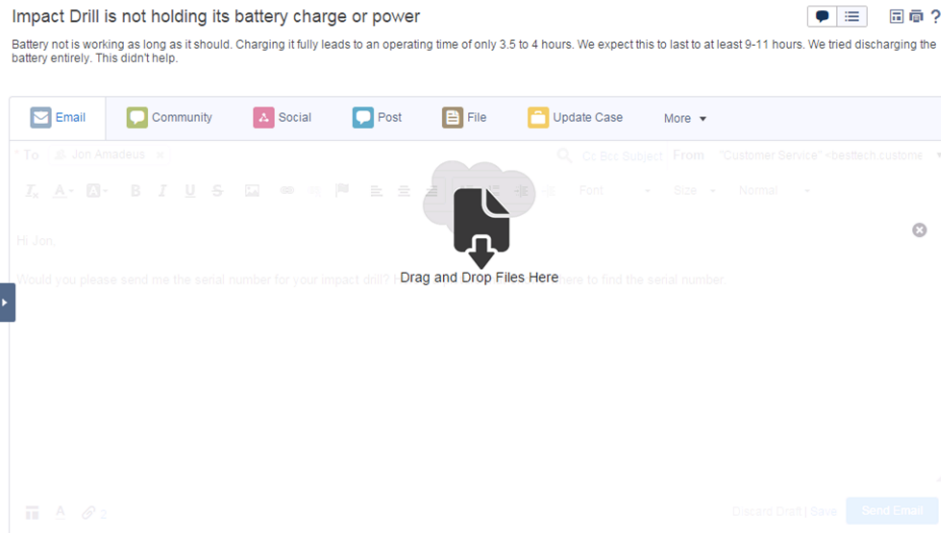 Impact Drill is not holding its battery charge or power
?
Battery not is working as long as it should. Charging it fully leads to an operating time of only 3.5 to 4 hours. We expect this to last to at least 9-11 hours. We tried discharging the
battery entirely. This didn't help.
Email Community Social Post File Update Case More
* To Jon Amadeus Cc Bcc Subject From "Customer Service" <besttech.custome
B I U S Font Size Normal
Hi Jon,
Drag and Drop Files Here
Would you please send me the serial number for your impact drill? here to find the serial number.
A 2 Discard Draft | Save Send Email